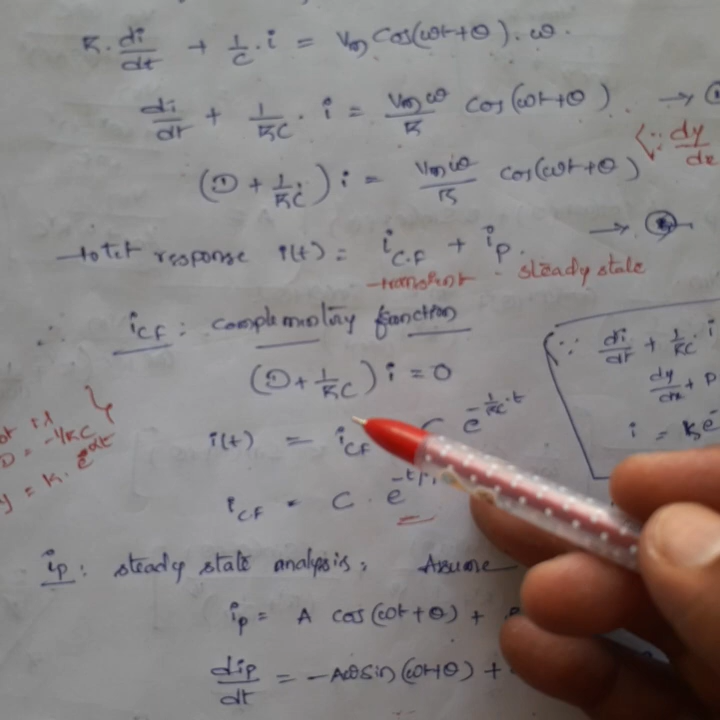 R. di/dt + 1/C . i = Vm Cos(ωt+θ) . ω.
di/dt + 1/RC . i = Vmω/R cos(ωt+θ) →
(D + 1/RC) i = Vmω/R cos(ωt+θ)
(∵ dy/dx
total response i(t) = iC.F + ip. →
transient steady state
iCF : complementary function
(D + 1/RC) i = 0
(∵ di/dt + 1/RC i
dy/dx + P
i = ke
D = -1/RC
y = K. e
i(t) = iCF C e^-1/RC.t
iCF = C . e^-t/
ip : steady state analysis: Assume
ip = A cos(ωt+θ) +
dip/dt = -Aωsin(ωt+θ) +